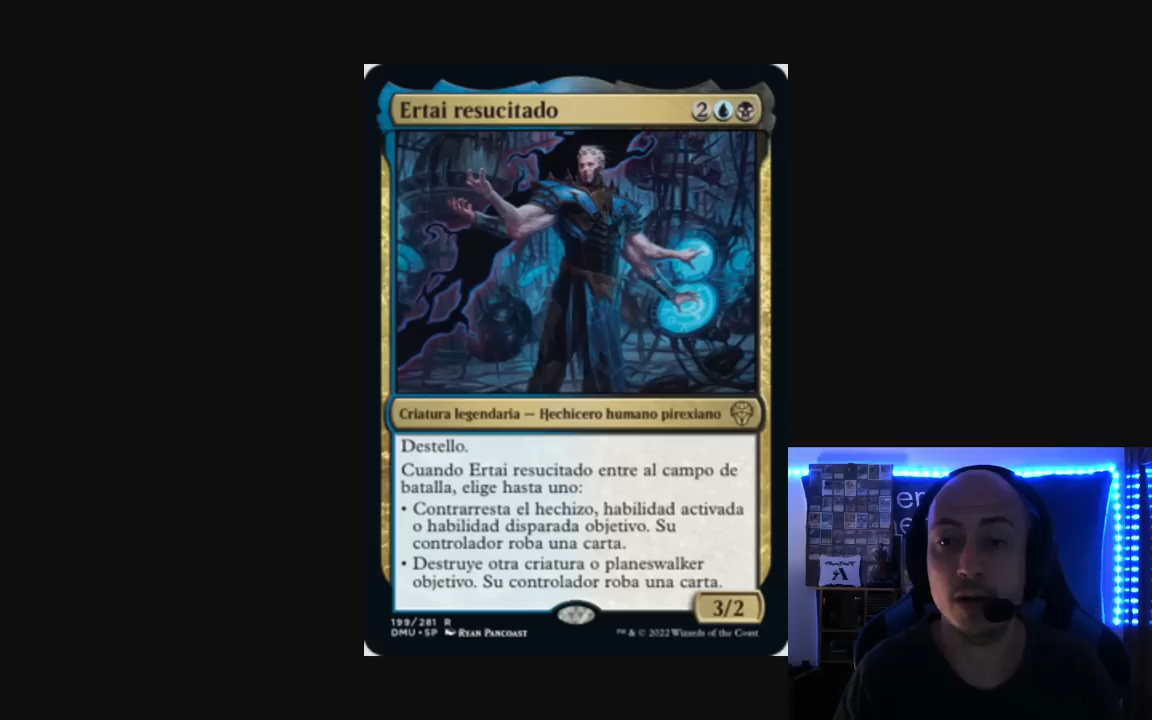 Ertai resucitado
2
Criatura legendaria — Hechicero humano pirexiano
Destello.
Cuando Ertai resucitado entre al campo de
batalla, elige hasta uno:
• Contrarresta el hechizo, habilidad activada
o habilidad disparada objetivo. Su
controlador roba una carta.
• Destruye otra criatura o planeswalker
objetivo. Su controlador roba una carta.
3/2
199/281 R
DMU • SP Ryan Pancoast
™ & © 2022 Wizards of the Coast